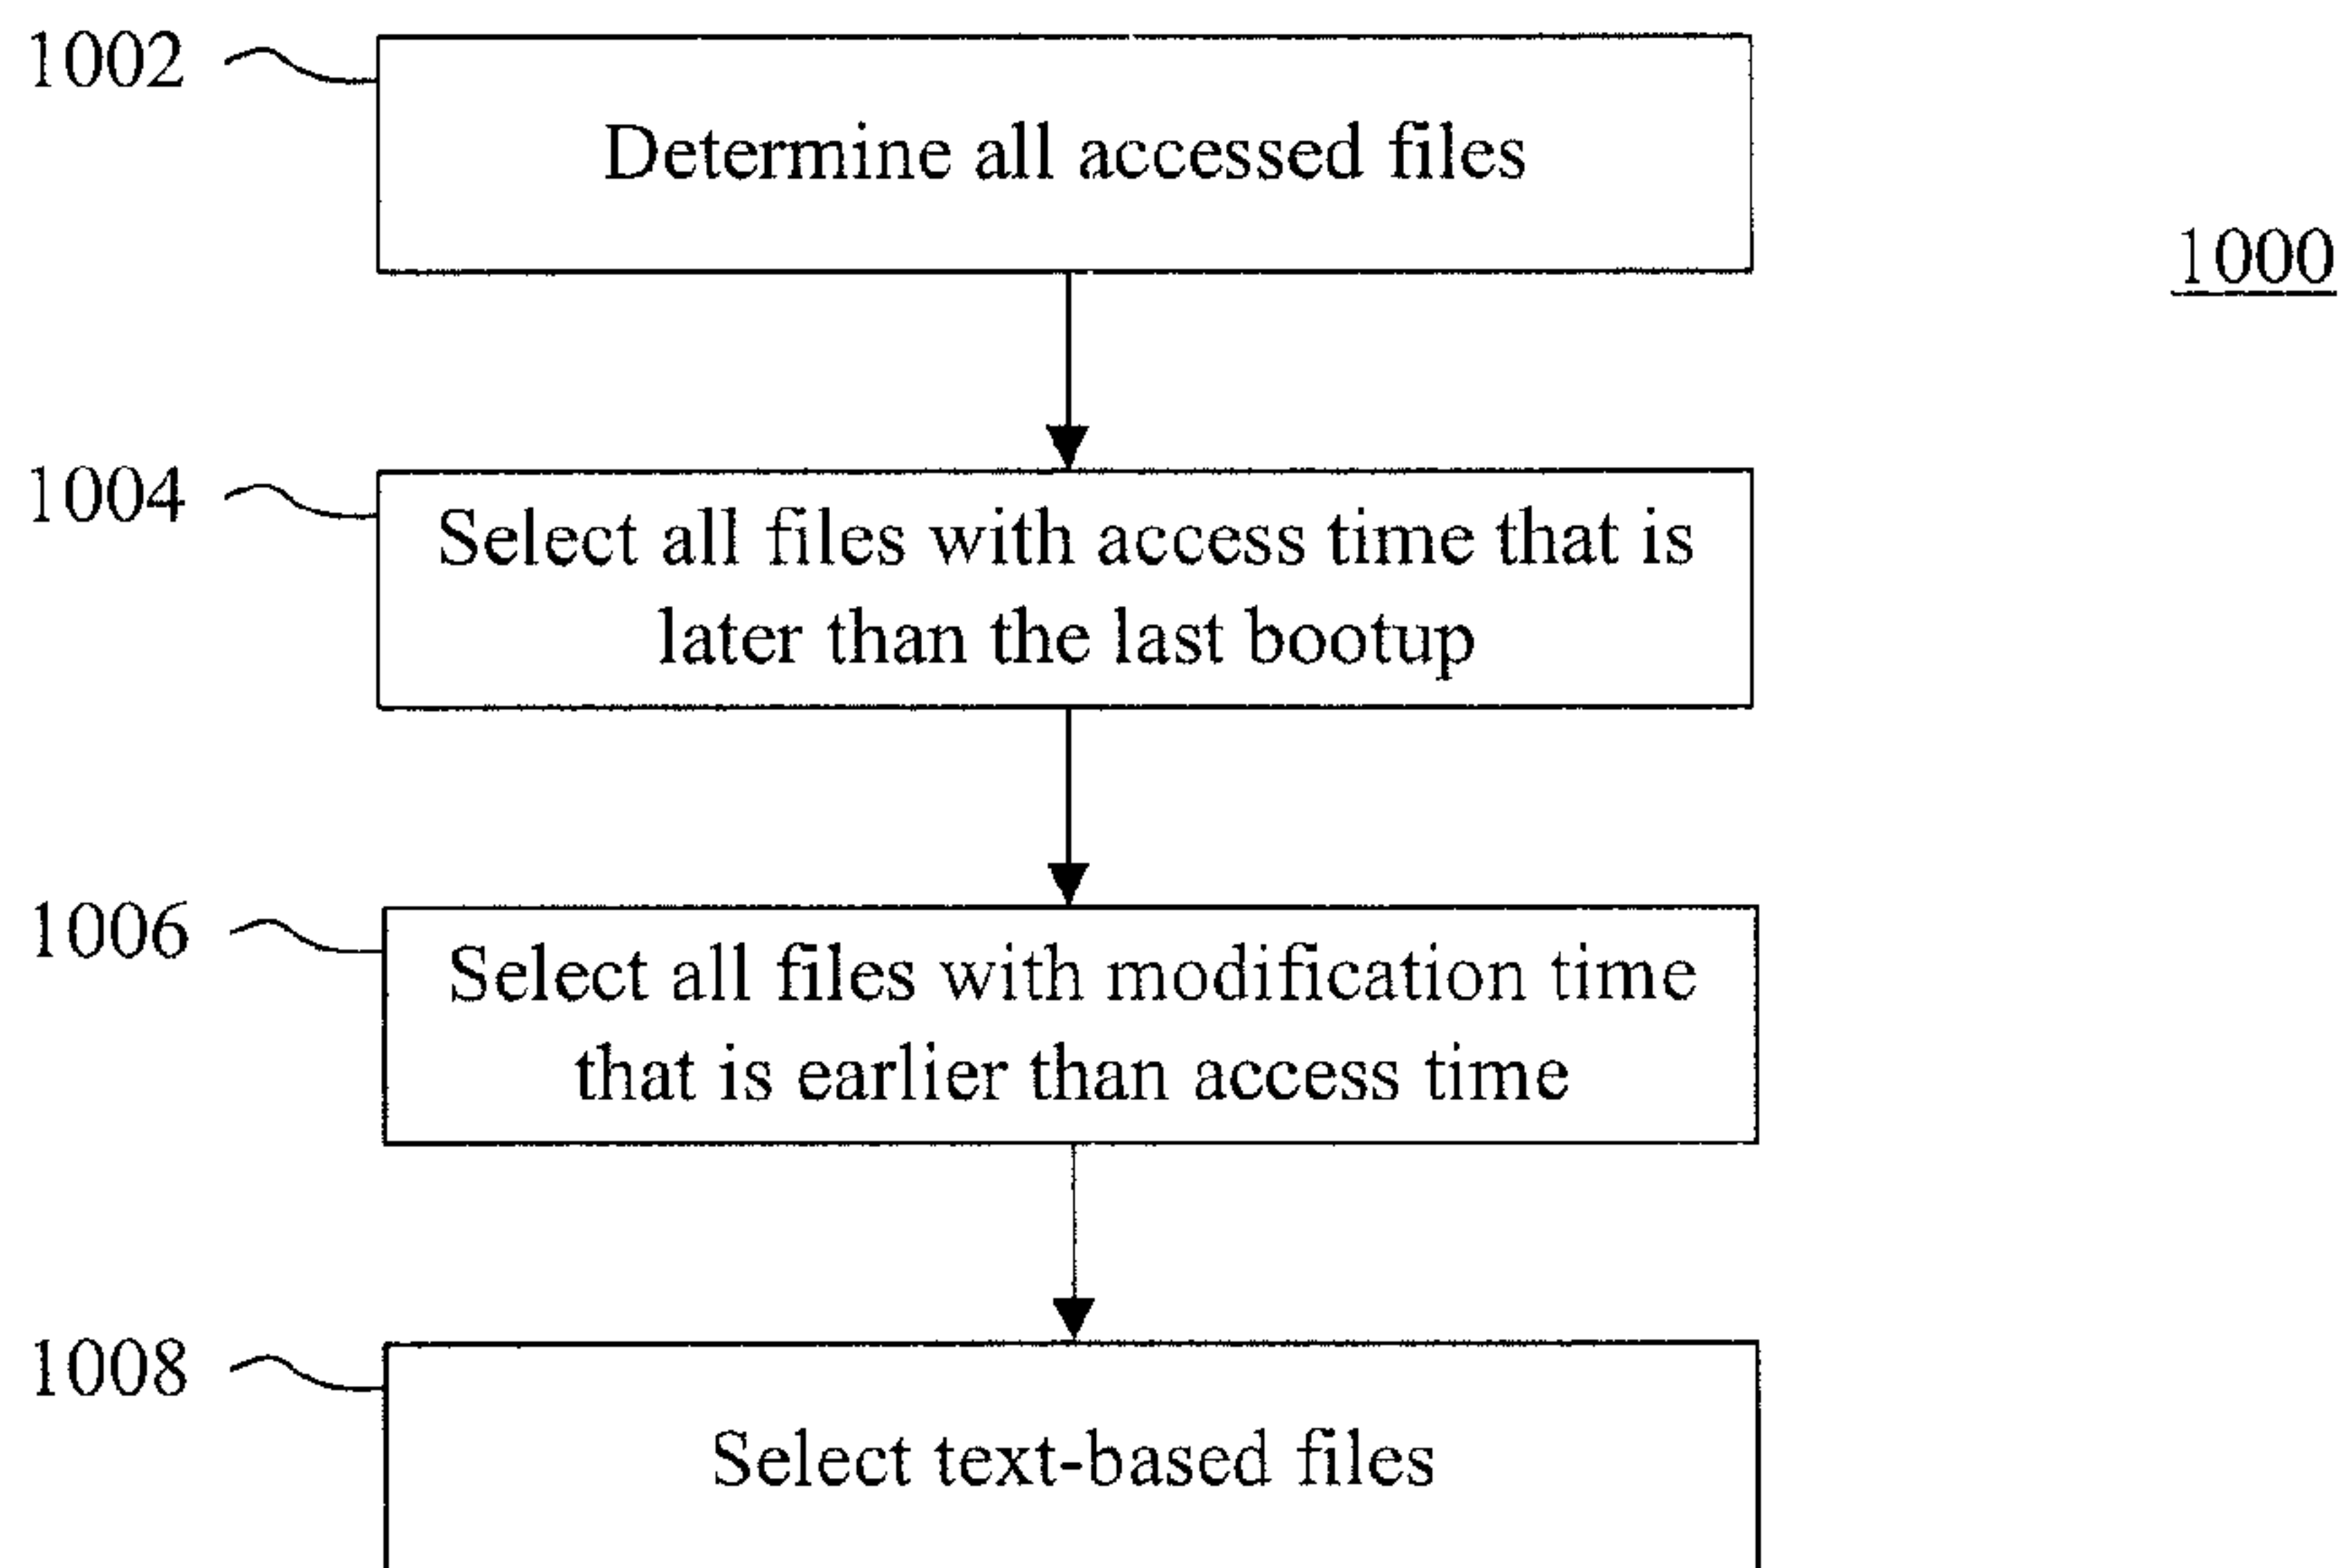 1002
Determine all accessed files
1000
1004
Select all files with access time that is
later than the last bootup
1006
Select all files with modification time
that is earlier than access time
1008
Select text-based files